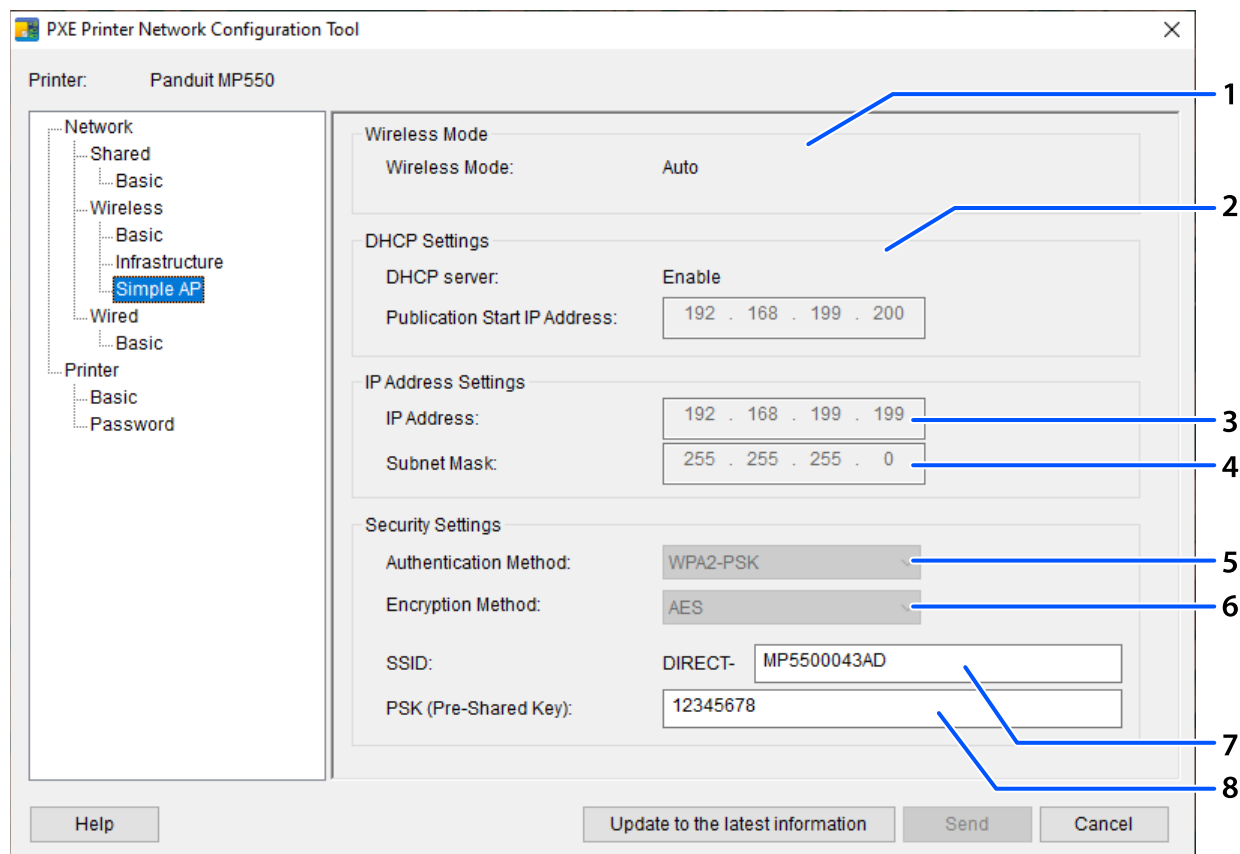 PXE Printer Network Configuration Tool
Printer: Panduit MP550
1
Network
Shared
Basic
Wireless
Basic
Infrastructure
Simple AP
Wired
Basic
Printer
Basic
Password
Wireless Mode
Wireless Mode: Auto
2
DHCP Settings
DHCP server: Enable
Publication Start IP Address: 192 . 168 . 199 . 200
IP Address Settings
IP Address: 192 . 168 . 199 . 199 3
Subnet Mask: 255 . 255 . 255 . 0 4
Security Settings
Authentication Method: WPA2-PSK 5
Encryption Method: AES 6
SSID: DIRECT- MP5500043AD
PSK (Pre-Shared Key): 12345678
7
8
Help Update to the latest information Send Cancel